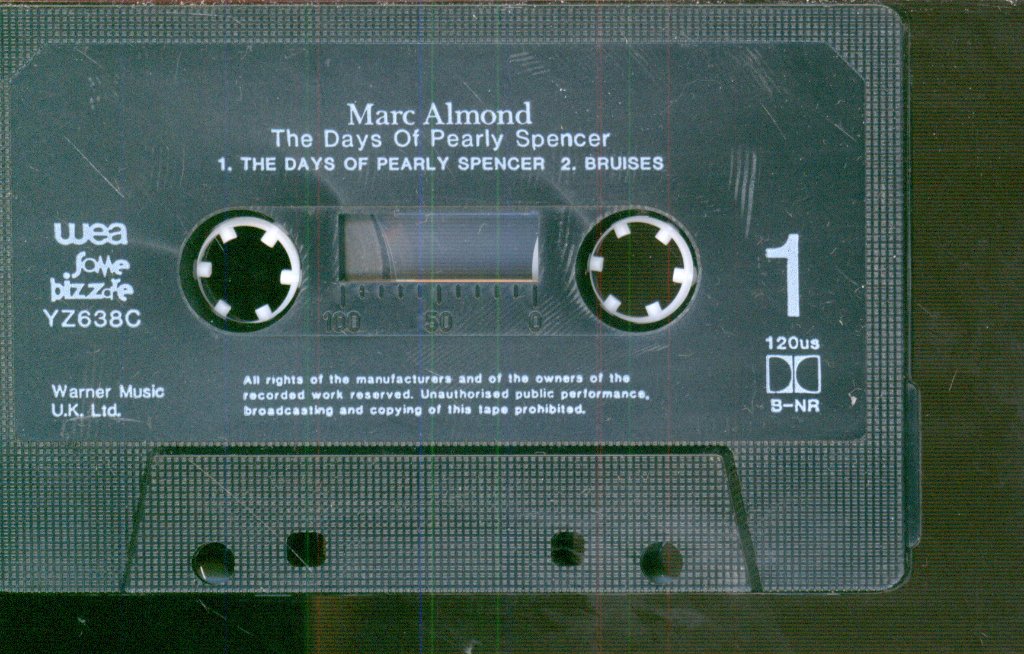 Marc Almond
The Days Of Pearly Spencer
1. THE DAYS OF PEARLY SPENCER 2. BRUISES
wea
Some
bizzare
YZ638C
1
100 50 0
120us
B-NR
Warner Music
U.K. Ltd.
All rights of the manufacturers and of the owners of the
recorded work reserved. Unauthorised public performance,
broadcasting and copying of this tape prohibited.